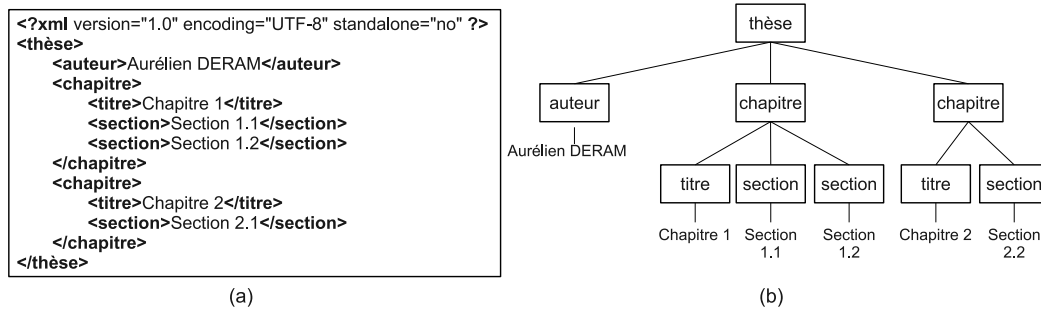 <?xml version="1.0" encoding="UTF-8" standalone="no" ?>
<thèse>
<auteur>Aurélien DERAM</auteur>
<chapitre>
<titre>Chapitre 1</titre>
<section>Section 1.1</section>
<section>Section 1.2</section>
</chapitre>
<chapitre>
<titre>Chapitre 2</titre>
<section>Section 2.1</section>
</chapitre>
</thèse>
(a)
thèse
auteur chapitre chapitre
Aurélien DERAM
titre section section titre section
Chapitre 1 Section 1.1 Section 1.2 Chapitre 2 Section 2.2
(b)